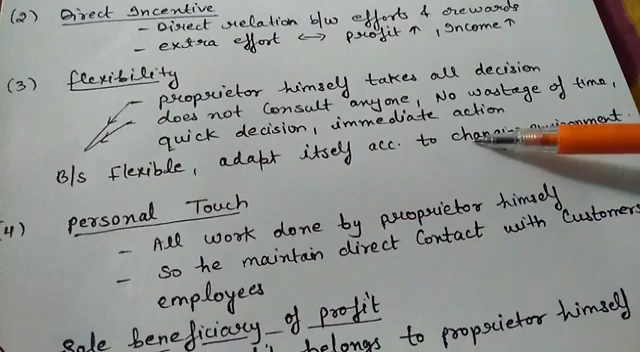 (2) Direct Incentive
- Direct relation b/w efforts & rewards
- extra effort ↔ profit ↑, Income ↑
(3) flexibility
- proprietor himself takes all decision
does not consult anyone, No wastage of time,
quick decision, immediate action
B/s flexible, adapt itself acc. to
(4) Personal Touch
- All work done by proprietor himself
- So he maintain direct Contact with Customers
employees
Sole beneficiary of profit
belongs to proprietor himself